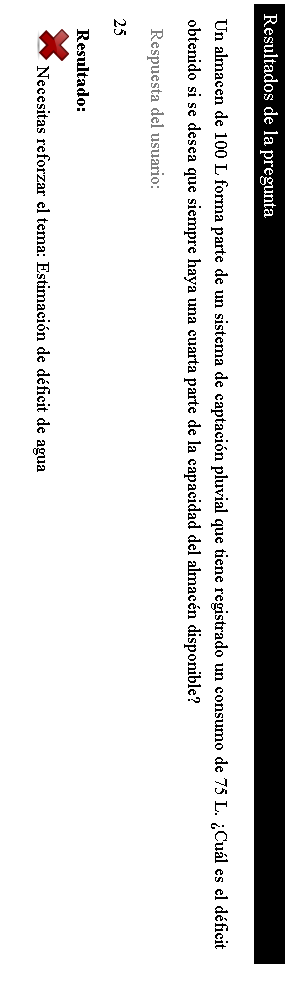 Resultados de la pregunta
Un almacen de 100 L forma parte de un sistema de captación pluvial que tiene registrado un consumo de 75 L. ¿Cuál es el déficit
obtenido si se desea que siempre haya una cuarta parte de la capacidad del almacén disponible?
Respuesta del usuario:
25
Resultado:
Necesitas reforzar el tema: Estimación de déficit de agua